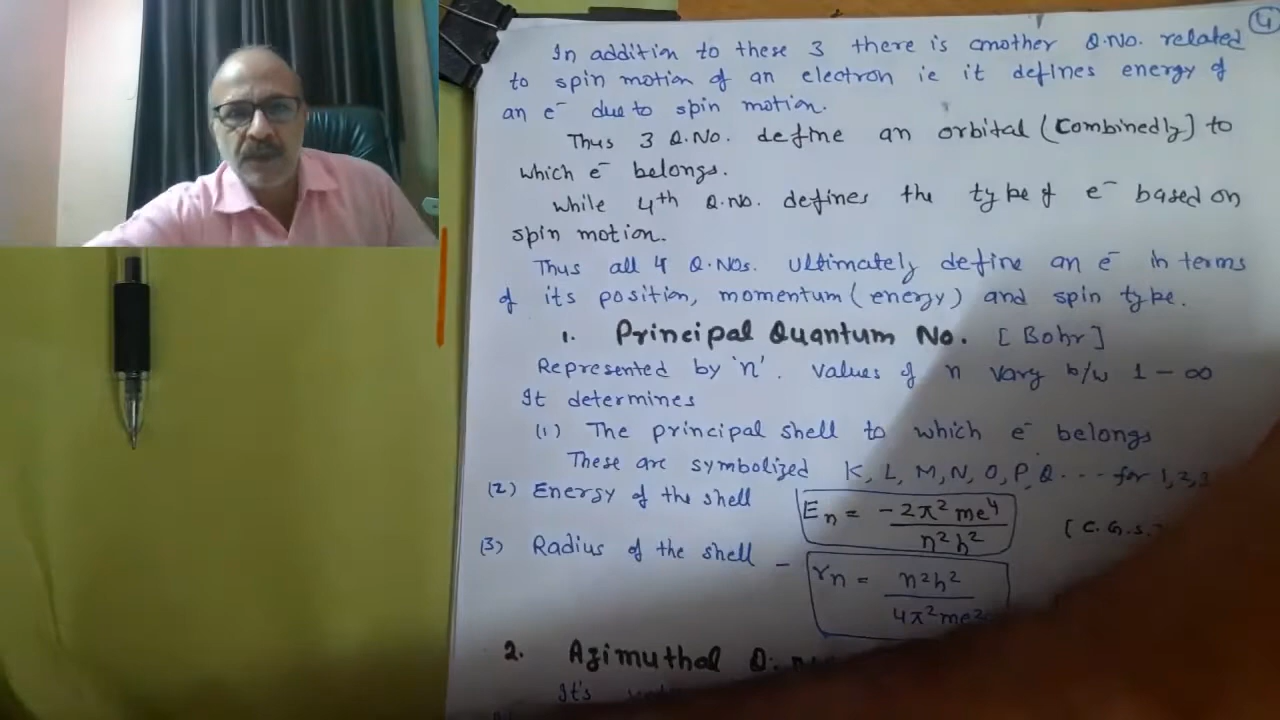 4
In addition to these 3 there is another Q.No. related
to spin motion of an electron ie it defines energy of
an e⁻ due to spin motion.
Thus 3 Q.No. define an orbital (Combinedly) to
which e⁻ belongs.
While 4th Q.no. defines the type of e⁻ based on
spin motion.
Thus all 4 Q.NOs. ultimately define an e⁻ in terms
of its position, momentum (energy) and spin type.
1. Principal Quantum No. [Bohr]
Represented by 'n'. Values of n vary b/w 1 – ∞
It determines
(1) The principal shell to which e⁻ belongs
These are symbolized K, L, M, N, O, P, Q ---- for 1, 2, 3
(2) Energy of the shell Eₙ = -2π²me⁴ / n²h² [C.G.S.
(3) Radius of the shell – rₙ = n²h² / 4π²me²
2. Azimuthal Q.
It's